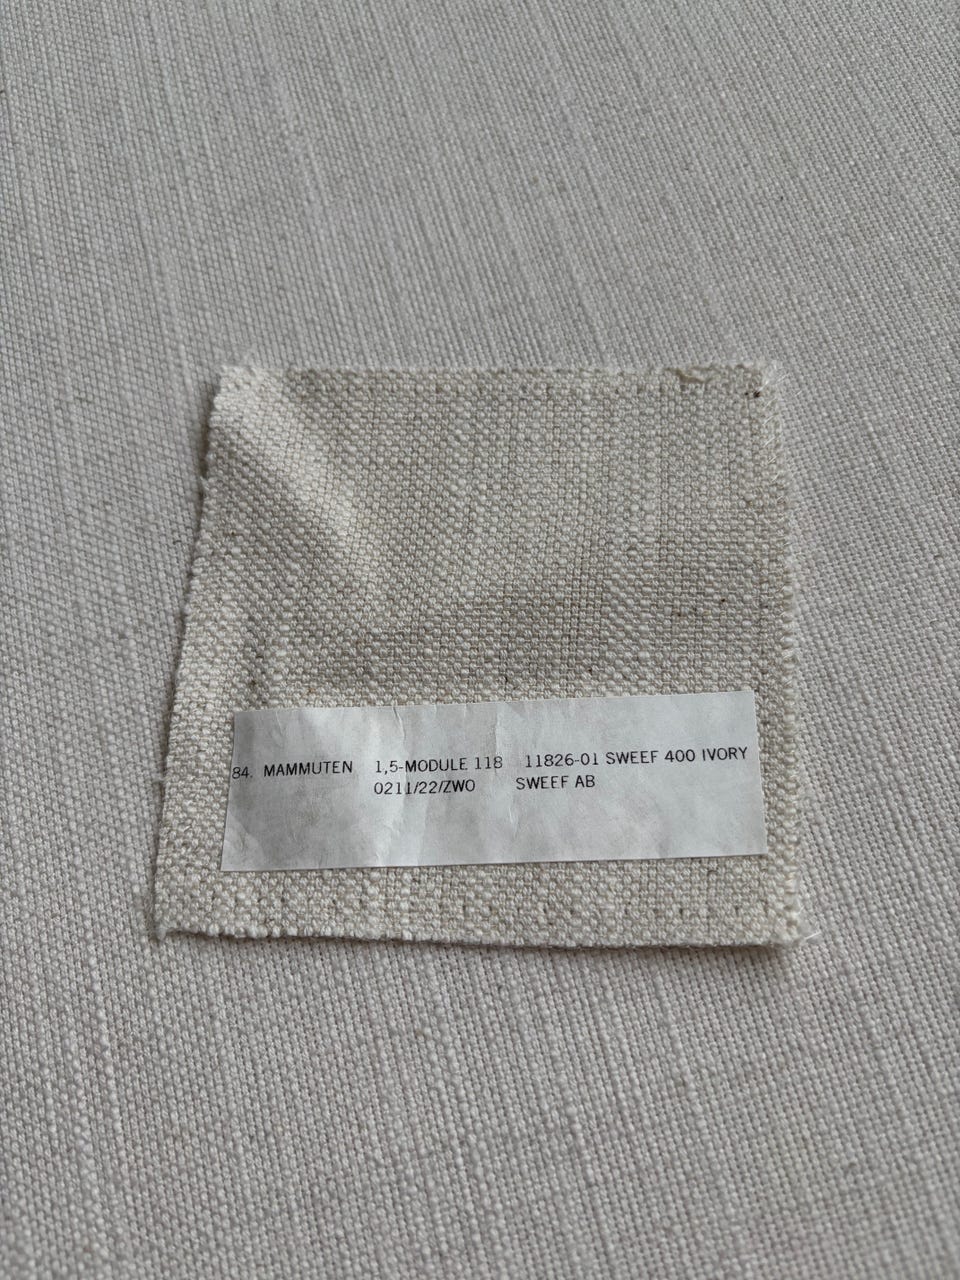 84. MAMMUTEN 1,5-MODULE 118 11826-01 SWEEF 400 IVORY
0211/22/ZWO SWEEF AB